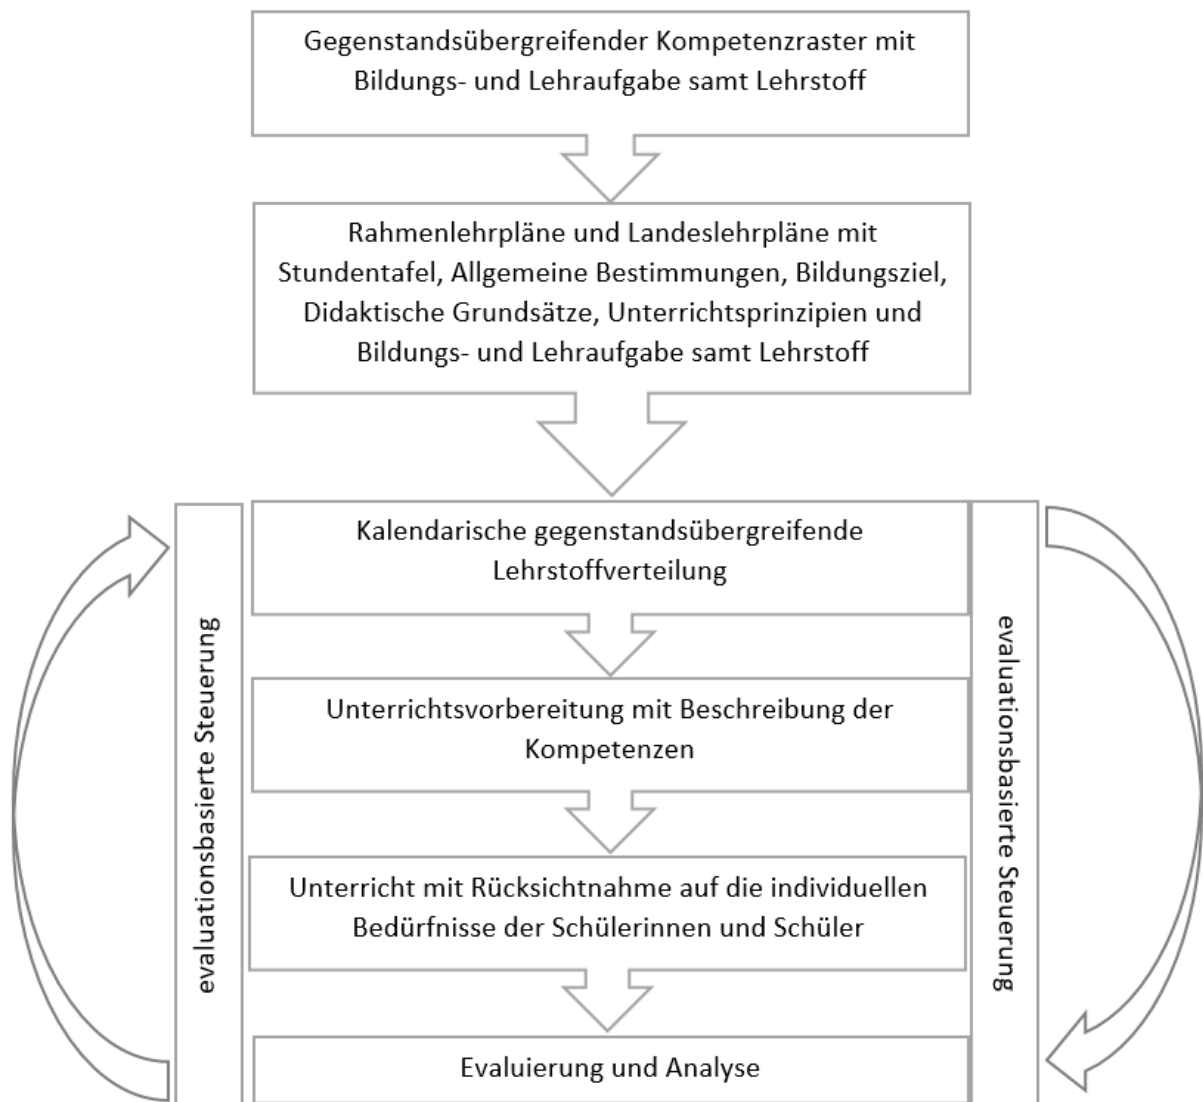 Gegenstandsübergreifender Kompetenzraster mit
Bildungs- und Lehraufgabe samt Lehrstoff
Rahmenlehrpläne und Landeslehrpläne mit
Stundentafel, Allgemeine Bestimmungen, Bildungsziel,
Didaktische Grundsätze, Unterrichtsprinzipien und
Bildungs- und Lehraufgabe samt Lehrstoff
evaluationsbasierte Steuerung
Kalendarische gegenstandsübergreifende
Lehrstoffverteilung
Unterrichtsvorbereitung mit Beschreibung der
Kompetenzen
Unterricht mit Rücksichtnahme auf die individuellen
Bedürfnisse der Schülerinnen und Schüler
Evaluierung und Analyse
evaluationsbasierte Steuerung